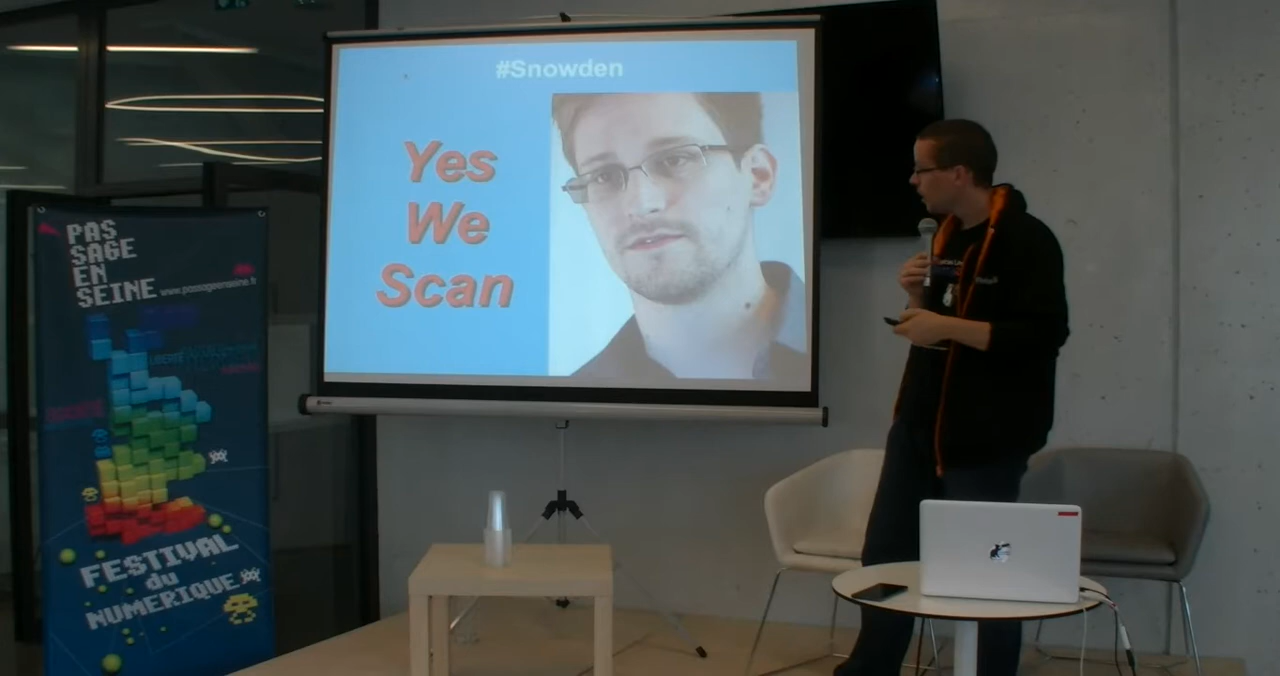 #Snowden
Yes
We
Scan
PAS
SAGE
EN
SEINE www.passageenseine.fr
FESTIVAL
du
NUMERIQUE